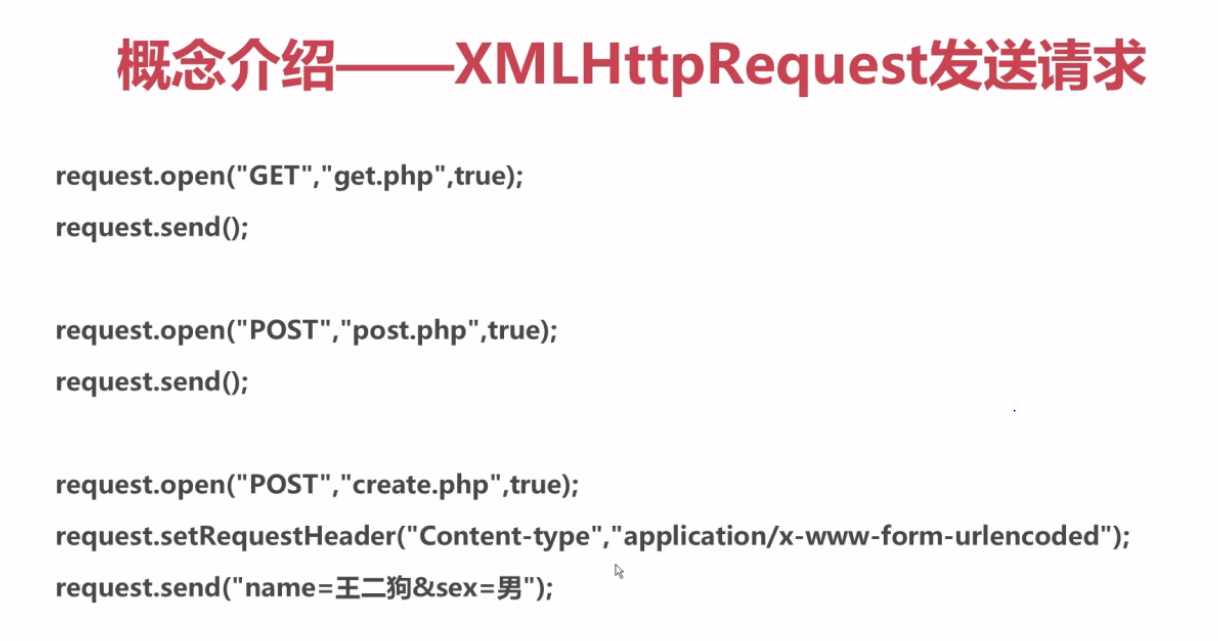 概念介绍——XMLHttpRequest发送请求
request.open("GET","get.php",true);
request.send();
request.open("POST","post.php",true);
request.send();
request.open("POST","create.php",true);
request.setRequestHeader("Content-type","application/x-www-form-urlencoded");
request.send("name=王二狗&sex=男");